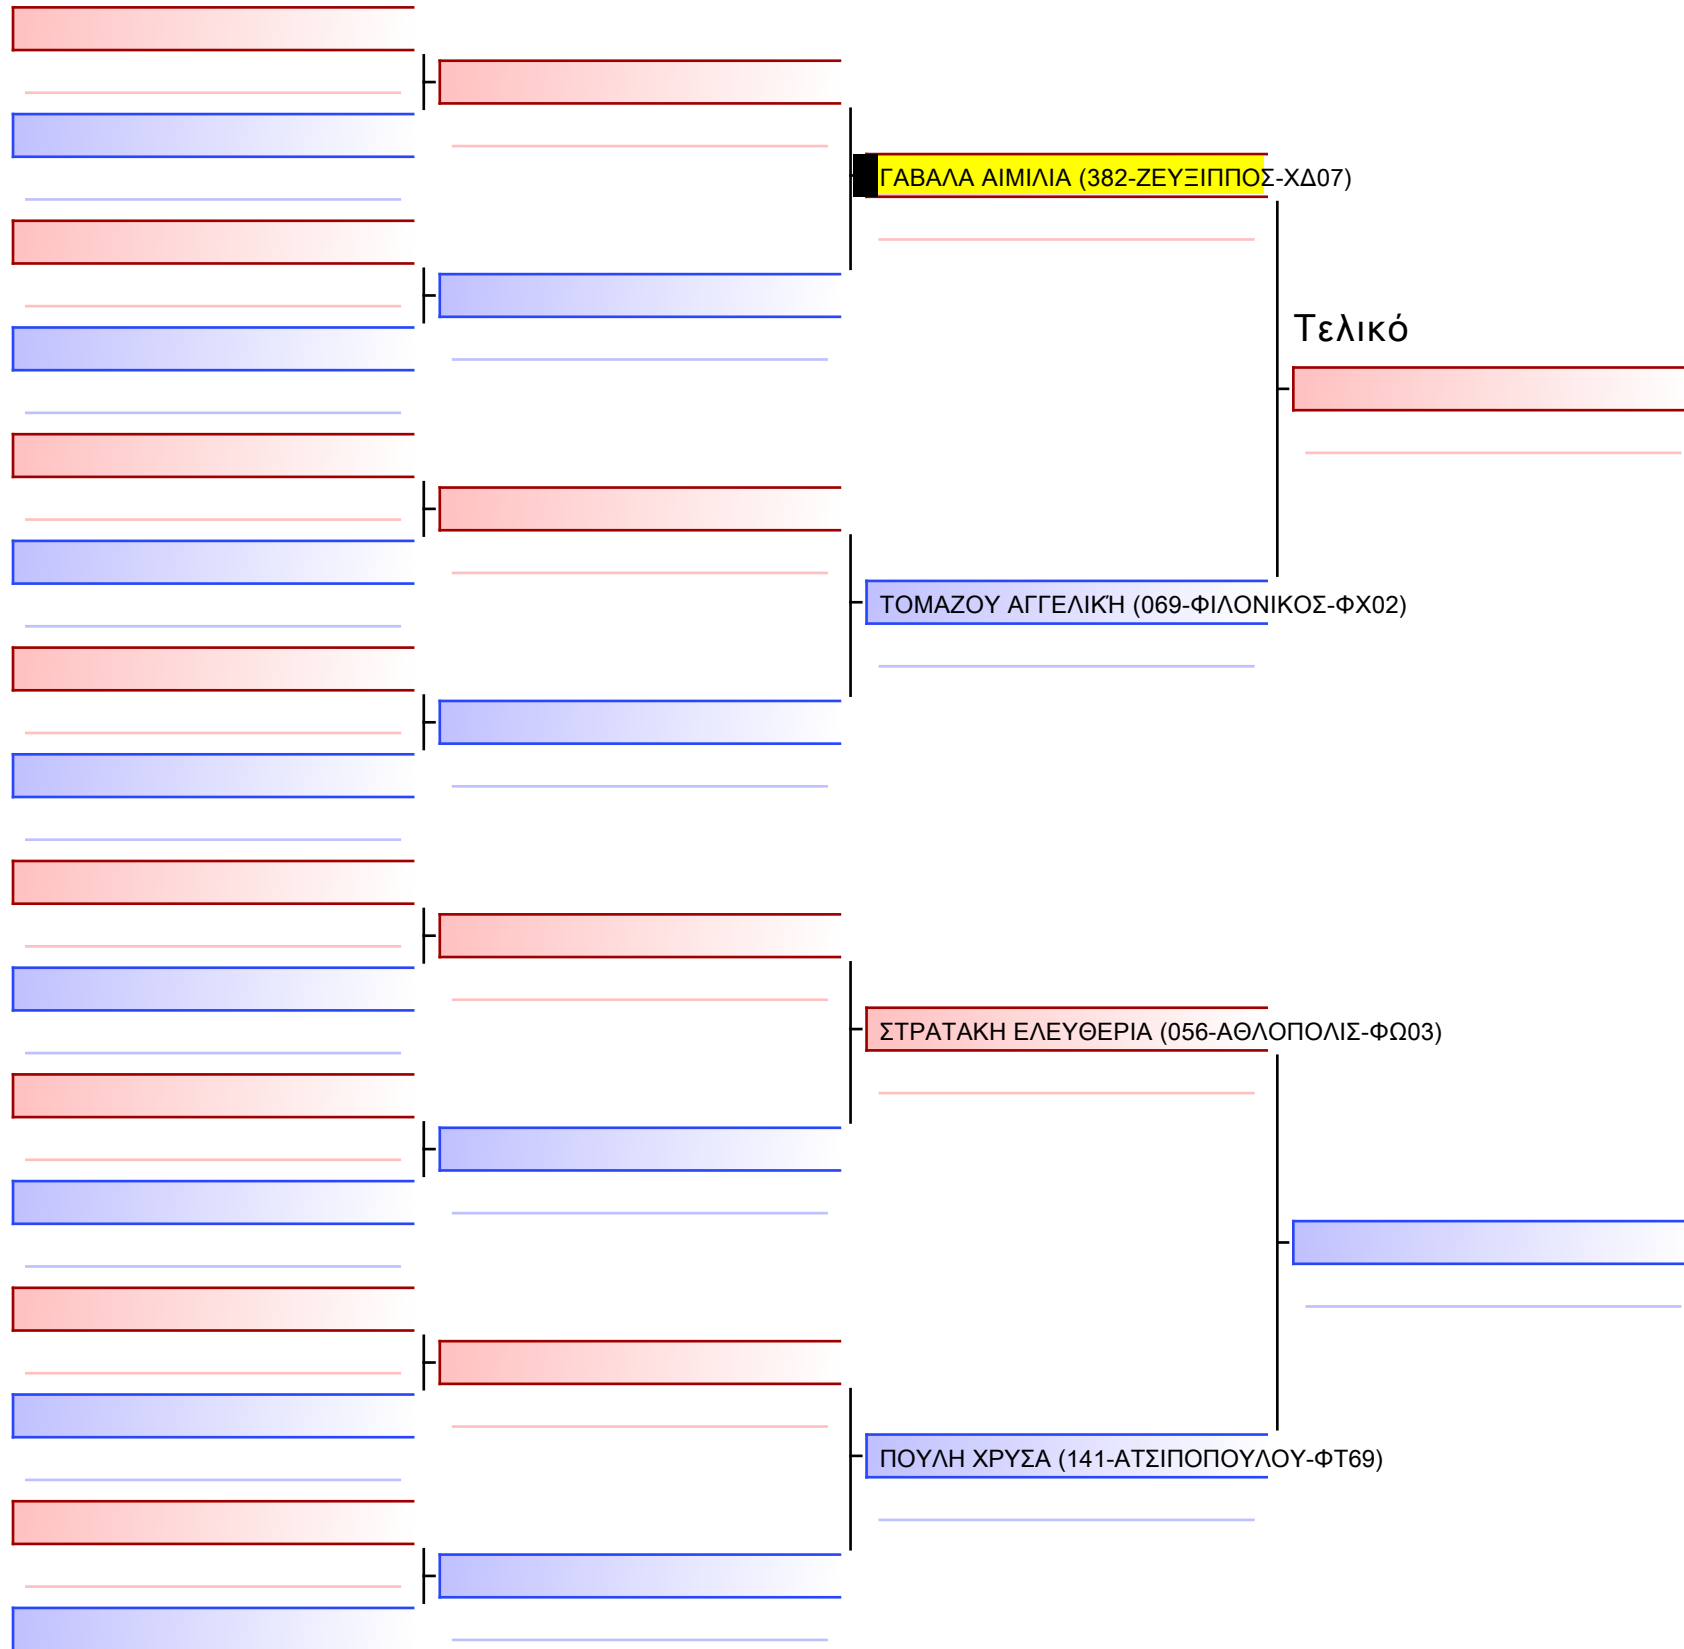 ΓΑΒΑΛΑ ΑΙΜΙΛΙΑ (382-ΖΕΥΞΙΠΠΟΣ-ΧΔ07)
Τελικό
ΤΟΜΑΖΟΥ ΑΓΓΕΛΙΚΉ (069-ΦΙΛΟΝΙΚΟΣ-ΦΧ02)
ΣΤΡΑΤΑΚΗ ΕΛΕΥΘΕΡΙΑ (056-ΑΘΛΟΠΟΛΙΣ-ΦΩ03)
ΠΟΥΛΗ ΧΡΥΣΑ (141-ΑΤΣΙΠΟΠΟΥΛΟΥ-ΦΤ69)